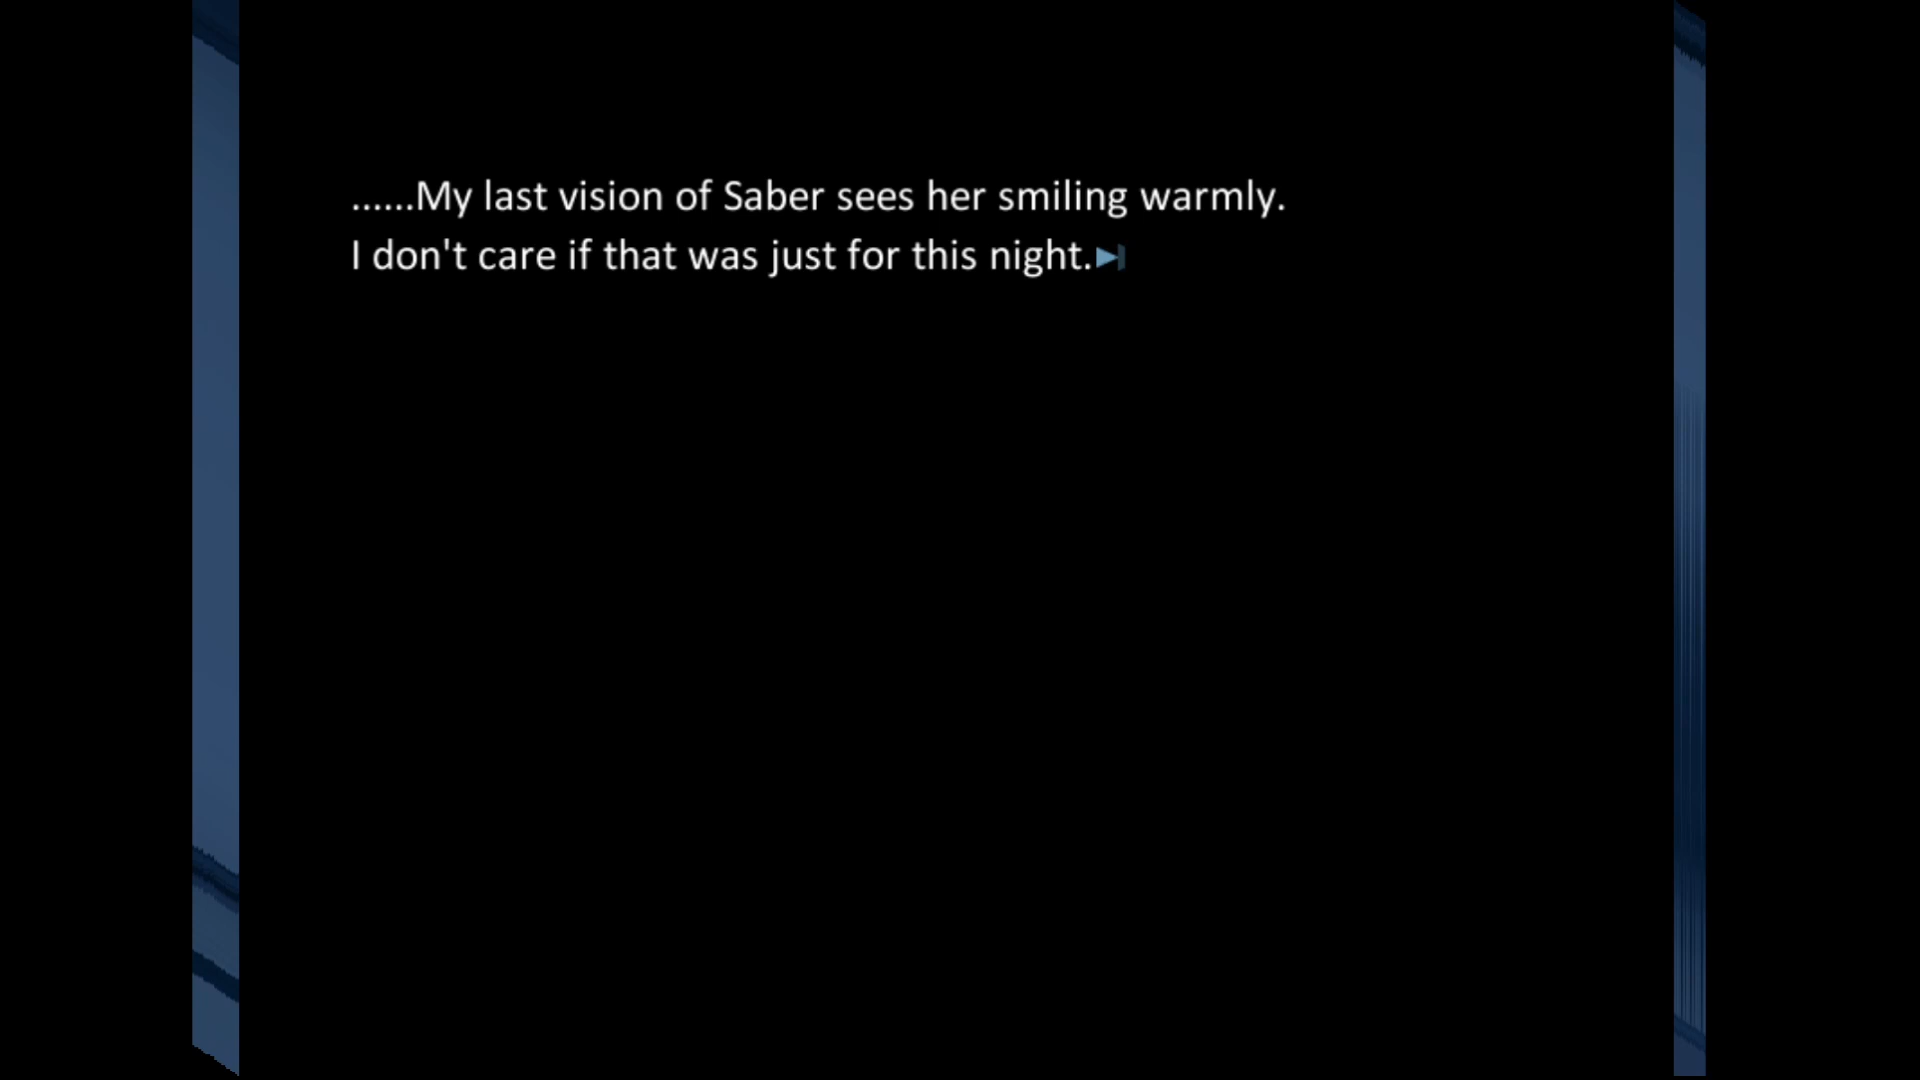 ......My last vision of Saber sees her smiling warmly.
I don't care if that was just for this night.